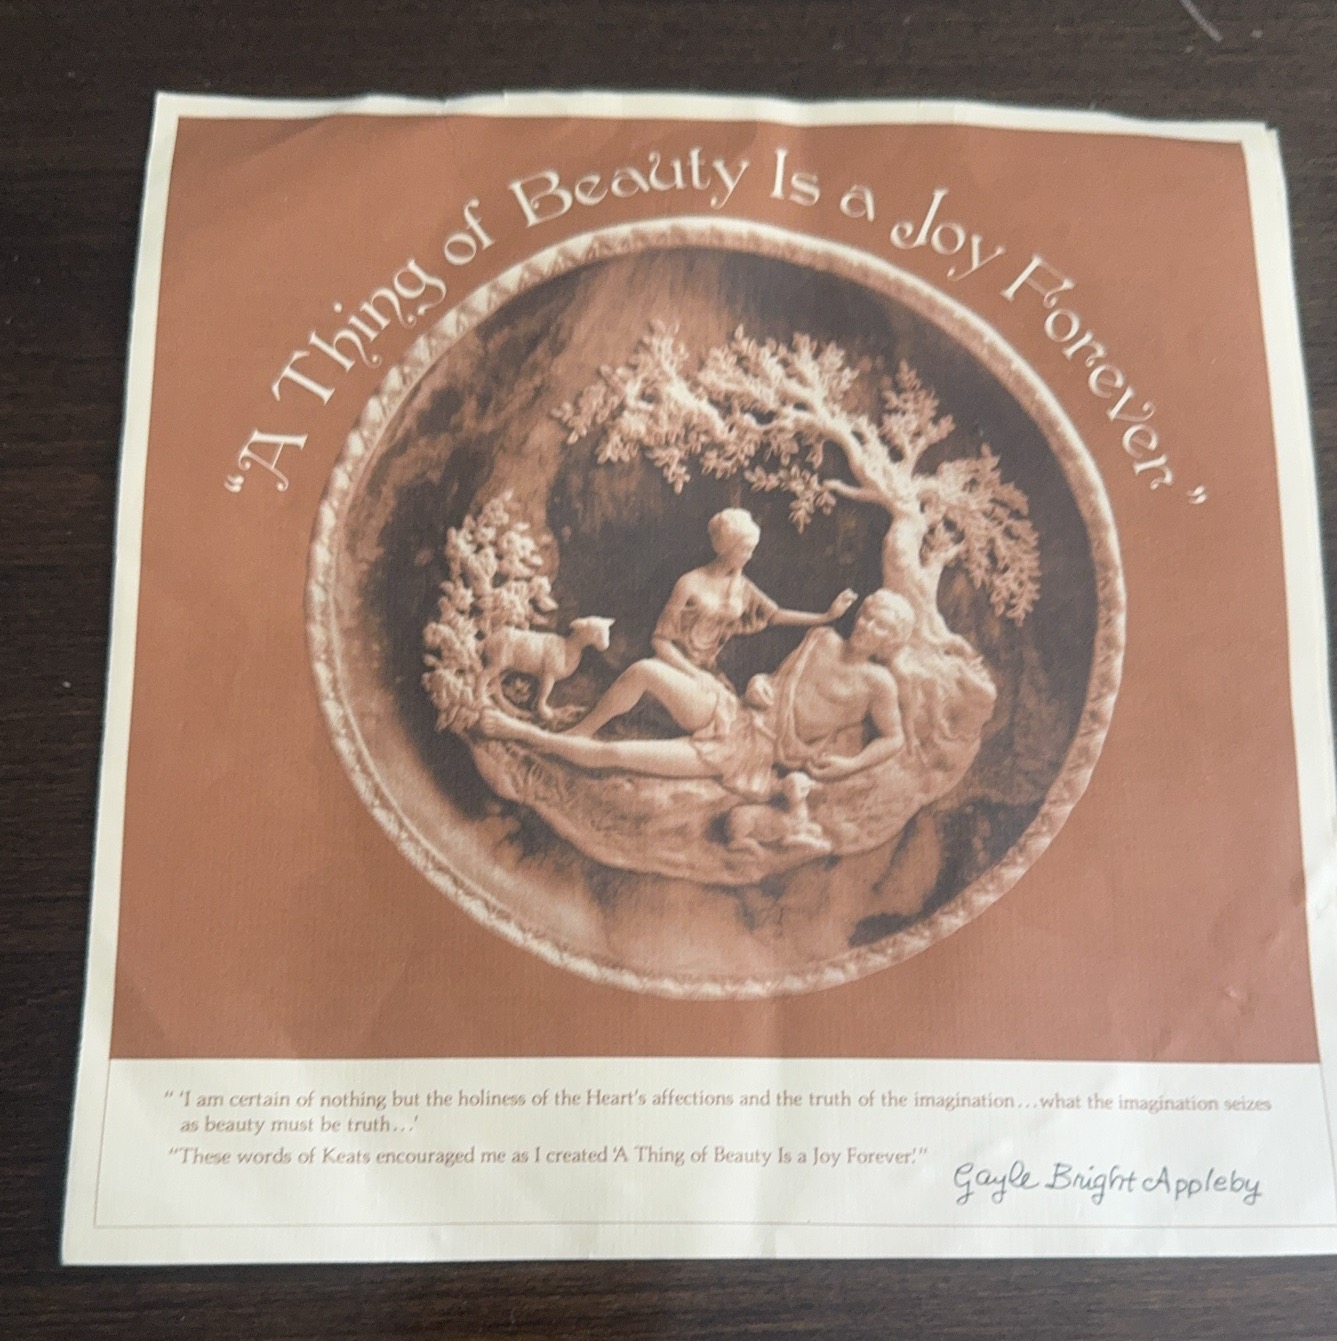 “A Thing of Beauty Is a Joy Forever”
“ ‘I am certain of nothing but the holiness of the Heart’s affections and the truth of the imagination...what the imagination seizes
as beauty must be truth...’
“These words of Keats encouraged me as I created ‘A Thing of Beauty Is a Joy Forever.’ ”
Gayle Bright Appleby